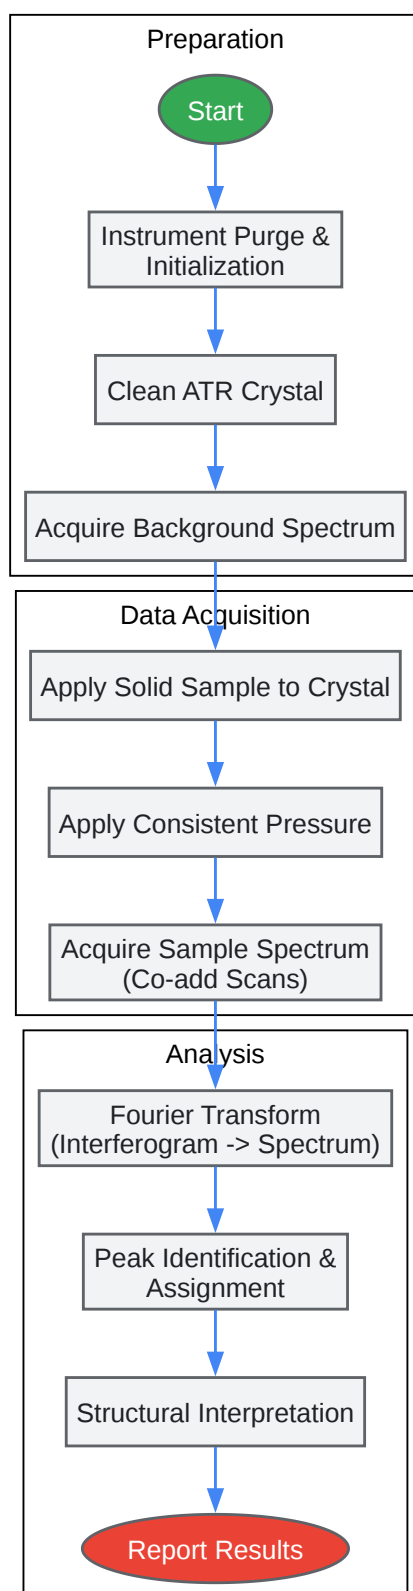 Preparation
Start
Instrument Purge &
Initialization
Clean ATR Crystal
Acquire Background Spectrum
Data Acquisition
Apply Solid Sample to Crystal
Apply Consistent Pressure
Acquire Sample Spectrum
(Co-add Scans)
Analysis
Fourier Transform
(Interferogram -> Spectrum)
Peak Identification &
Assignment
Structural Interpretation
Report Results